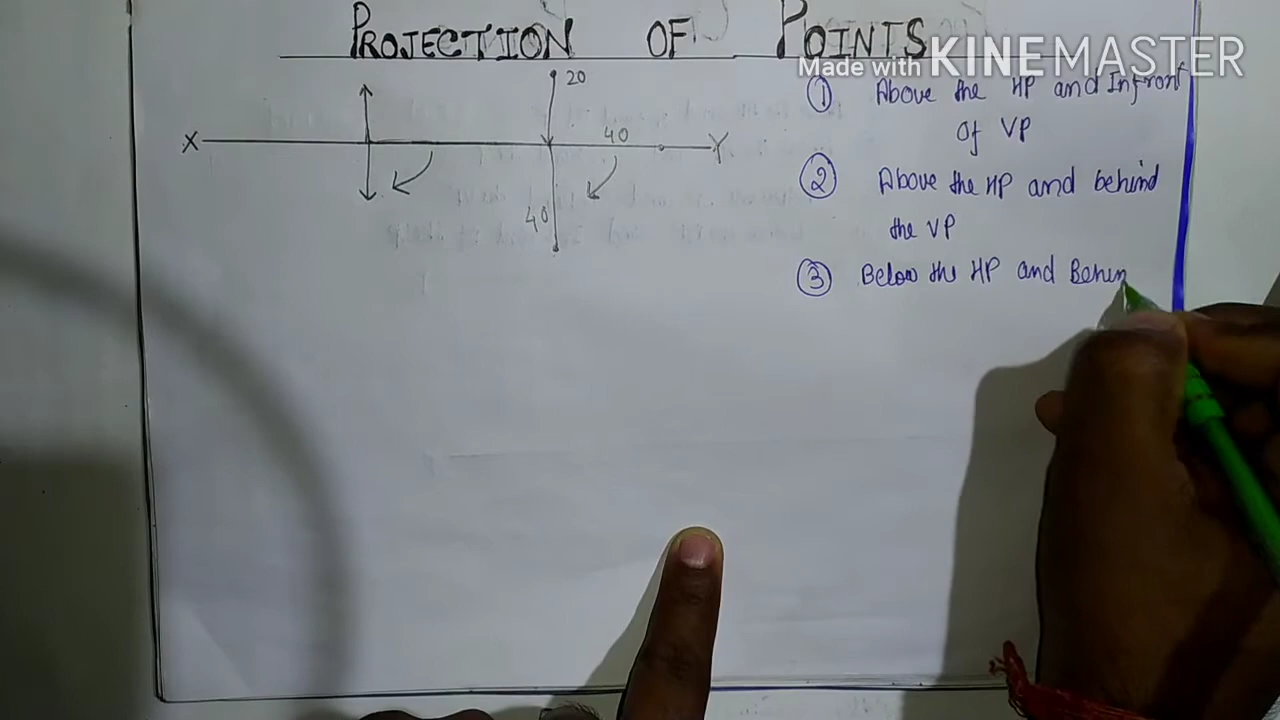 PROJECTION OF POINTS
Made with KINEMASTER
20
X
40
Y
40
① Above the HP and Infront
Of VP
② Above the HP and behind
the VP
③ Below the HP and Behin